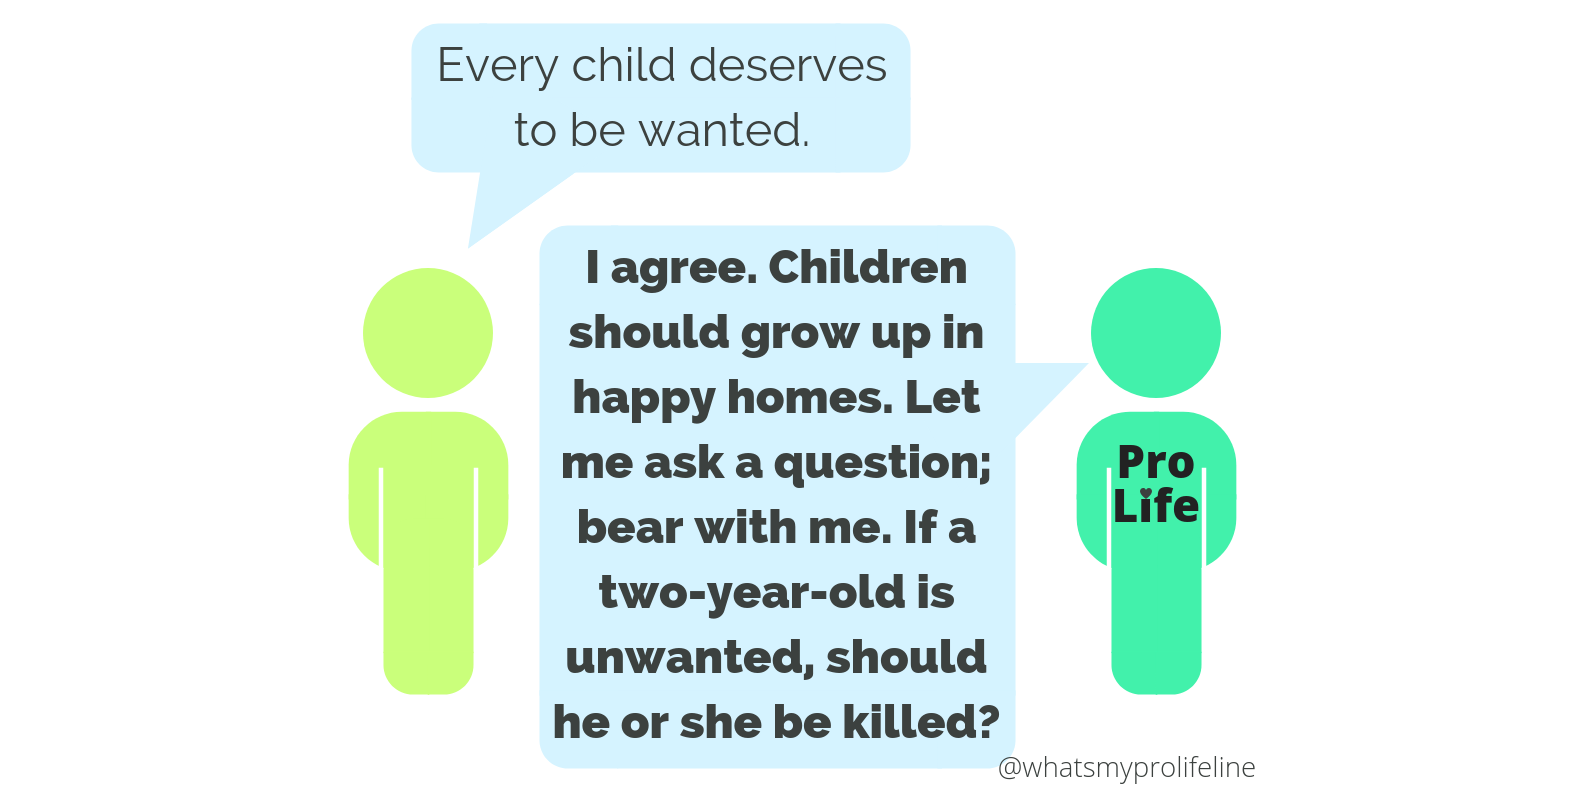 Every child deserves
to be wanted.
I agree. Children
should grow up in
happy homes. Let
me ask a question;
bear with me. If a
two-year-old is
unwanted, should
he or she be killed?
Pro
Life
@whatsmyprolifeline